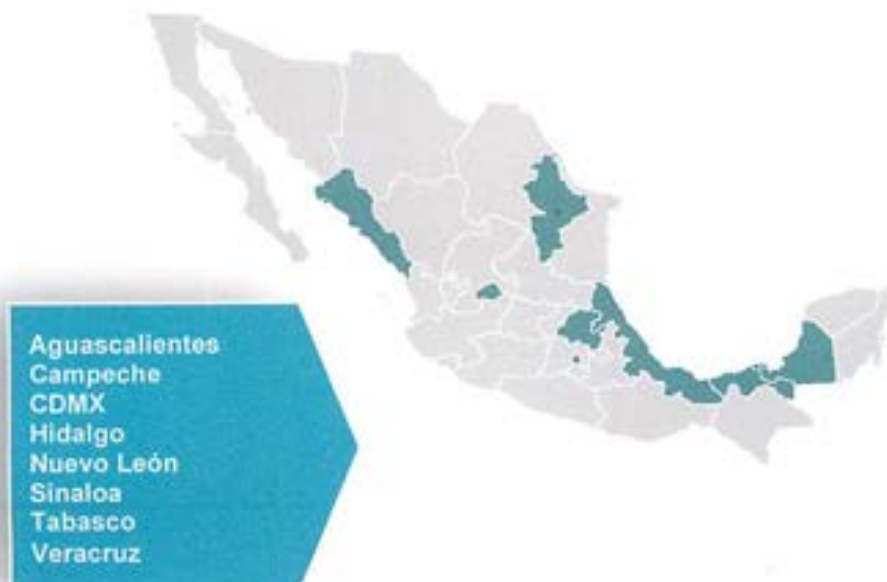 Aguascalientes
Campeche
CDMX
Hidalgo
Nuevo León
Sinaloa
Tabasco
Veracruz